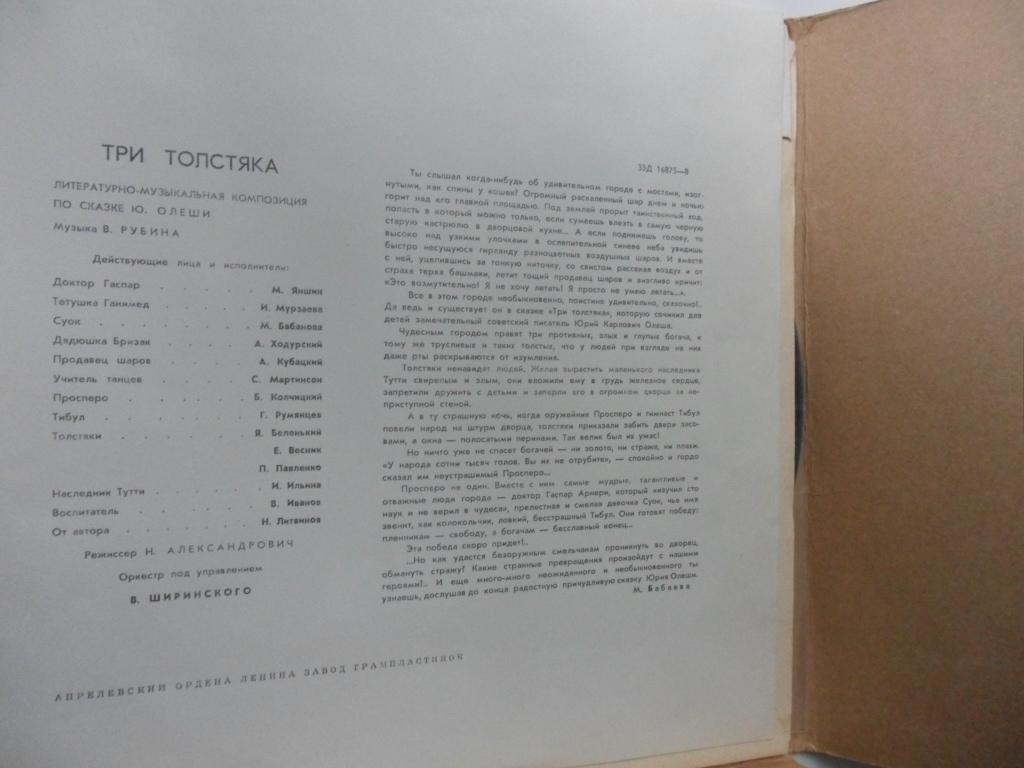 ТРИ ТОЛСТЯКА
ЛИТЕРАТУРНО-МУЗЫКАЛЬНАЯ КОМПОЗИЦИЯ
ПО СКАЗКЕ Ю. ОЛЕШИ
Музыка В. РУБИНА
Действующие лица и исполнители:
Доктор Гаспар . . . . . М. Яншин
Тетушка Ганимед . . . . И. Мурзаева
Суок . . . . . . . М. Бабанова
Дядюшка Бризак . . . . А. Ходурский
Продавец шаров . . . . А. Кубацкий
Учитель танцев . . . . С. Мартинсон
Просперо . . . . . . Б. Колчицкий
Тибул . . . . . . . Г. Румянцев
Толстяки . . . . . . Я. Беленький
Е. Весник
П. Павленко
Наследник Тутти . . . . И. Ильина
Воспитатель . . . . . В. Иванов
От автора . . . . . . Н. Литвинов
Режиссер Н. АЛЕКСАНДРОВИЧ
Оркестр под управлением
В. ШИРИНСКОГО
АПРЕЛЕВСКИЙ ОРДЕНА ЛЕНИНА ЗАВОД ГРАМПЛАСТИНОК
33Д 16875—8
Ты слышал когда-нибудь об удивительном городе с мостами, изог-
нутыми, как спины у кошек? Огромный раскаленный шар днем и ночью
горит над его главной площадью. Под землей прорыт таинственный ход,
попасть в который можно только, если сумеешь влезть в самую черную
старую кастрюлю в дворцовой кухне... А если поднимешь голову, то
высоко над узкими улочками в ослепительной синеве неба увидишь
быстро несущуюся гирлянду разноцветных воздушных шаров. И вместе
с ней, уцепившись за тонкую ниточку, со свистом рассекая воздух и от
страха теряя башмаки, летит тощий продавец шаров и визгливо кричит:
«Это возмутительно! Я не хочу летать! Я просто не умею летать...».
Все в этом городе необыкновенно, поистине удивительно, сказочно!..
Да ведь и существует он в сказке «Три толстяка», которую сочинил для
детей замечательный советский писатель Юрий Карлович Олеша.
Чудесным городом правят три противных, злых и глупых богача, к
тому же трусливых и таких толстых, что у людей при взгляде на них
даже рты раскрываются от изумления.
Толстяки ненавидят людей. Желая вырастить маленького наследника
Тутти свирепым и злым, они вложили ему в грудь железное сердце,
запретили дружить с детьми и заперли его в огромном дворце за не-
приступной стеной.
А в ту страшную ночь, когда оружейник Просперо и гимнаст Тибул
повели народ на штурм дворца, толстяки приказали забить двери засо-
вами, а окна — полосатыми перинами. Так велик был их ужас!
Но ничто уже не спасет богачей — ни золото, ни стража, ни плахи.
«У народа сотни тысяч голов. Вы их не отрубите», — спокойно и гордо
сказал им неустрашимый Просперо...
Просперо не один. Вместе с ним самые мудрые, талантливые и
отважные люди города — доктор Гаспар Арнери, который «изучил сто
наук и не верил в чудеса», прелестная и смелая девочка Суок, чье имя
звенит, как колокольчик, ловкий, бесстрашный Тибул. Они готовят победу:
пленникам — свободу, а богачам — бесславный конец...
Эта победа скоро придет!..
...Но как удастся безоружным смельчакам проникнуть во дворец,
обмануть стражу? Какие странные превращения произойдут с нашими
героями!.. И еще много-много неожиданного и необыкновенного ты
узнаешь, дослушав до конца радостную причудливую сказку Юрия Олеши.
М. Бабаева